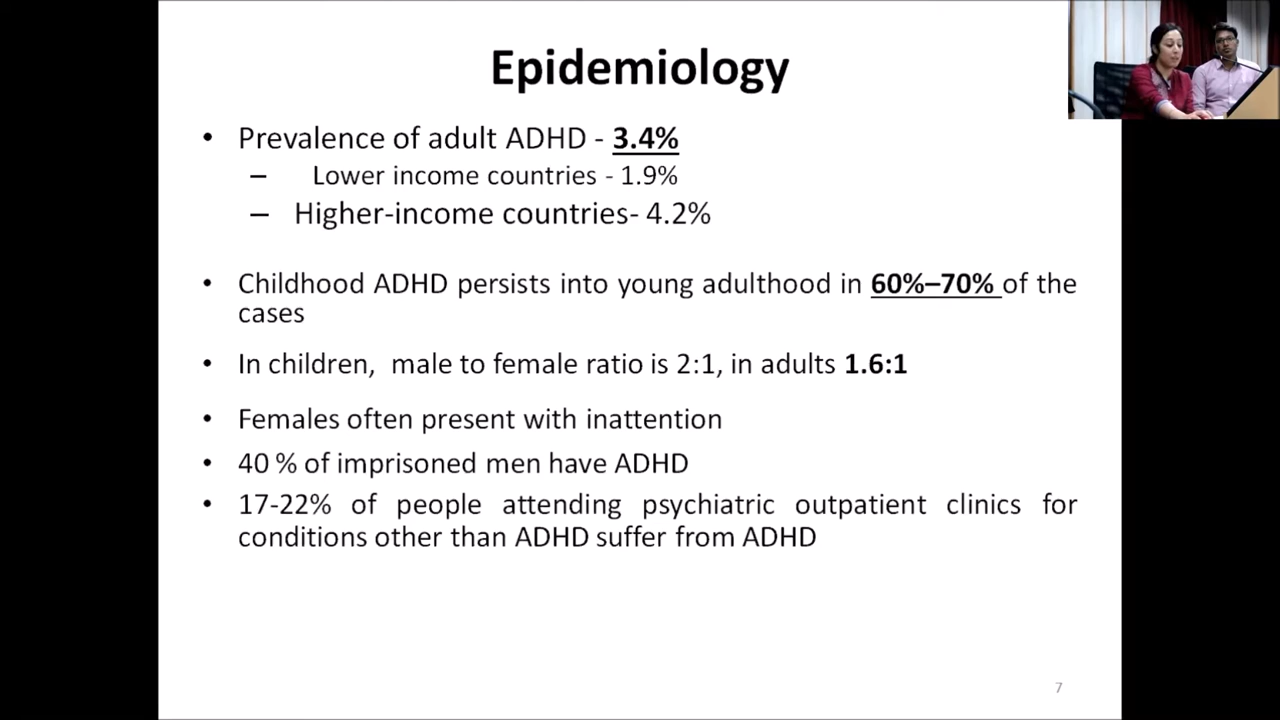 Epidemiology
• Prevalence of adult ADHD - 3.4%
– Lower income countries - 1.9%
– Higher-income countries- 4.2%
• Childhood ADHD persists into young adulthood in 60%–70% of the
cases
• In children, male to female ratio is 2:1, in adults 1.6:1
• Females often present with inattention
• 40 % of imprisoned men have ADHD
• 17-22% of people attending psychiatric outpatient clinics for
conditions other than ADHD suffer from ADHD
7